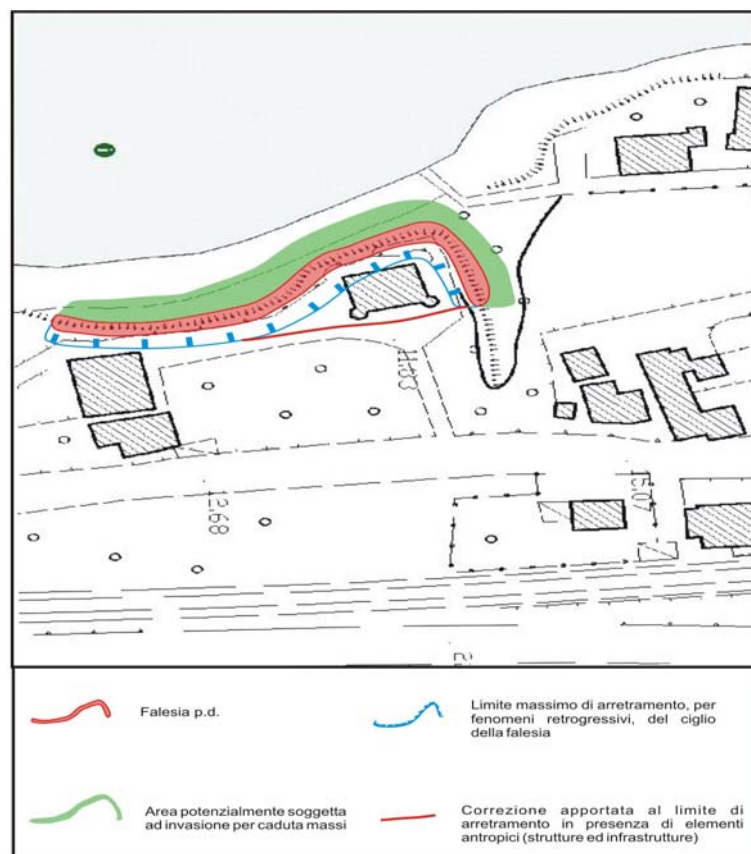 11.83
12.68
15.07
Falesia p.d.
Limite massimo di arretramento, per
fenomeni retrogressivi, del ciglio
della falesia
Area potenzialmente soggetta
ad invasione per caduta massi
Correzione apportata al limite di
arretramento in presenza di elementi
antropici (strutture ed infrastrutture)